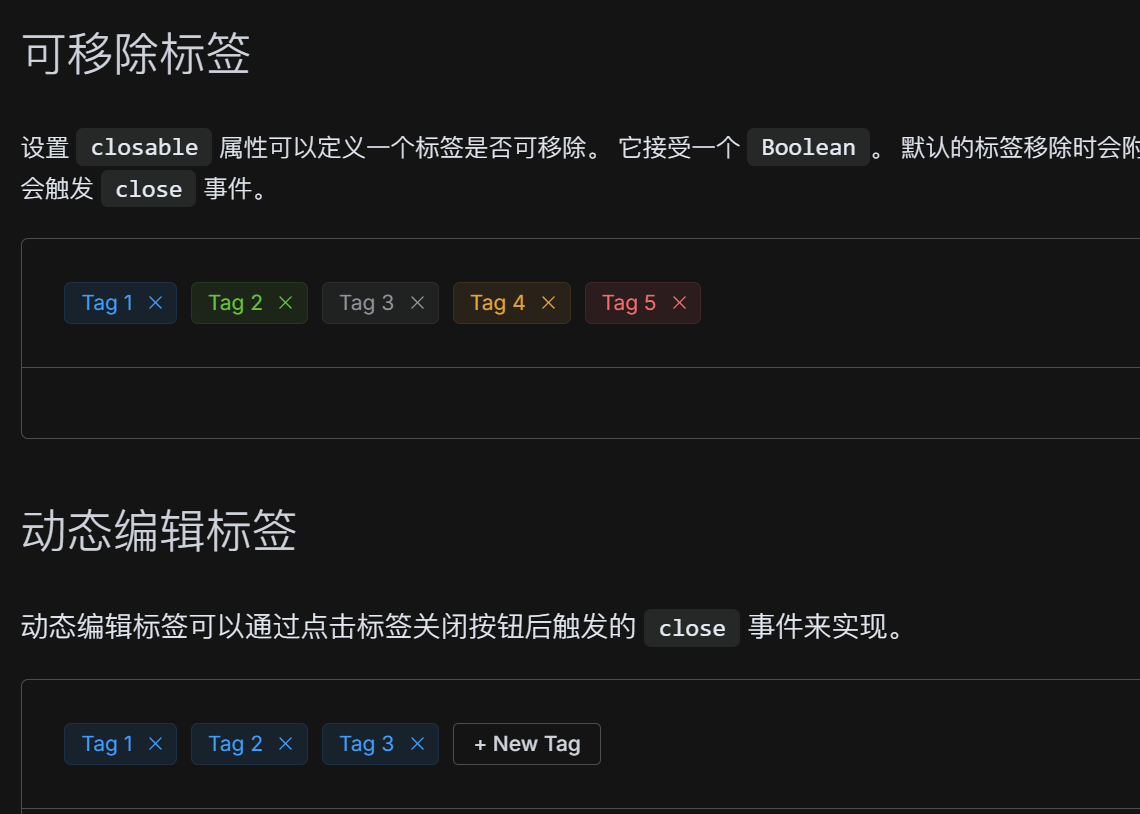 可移除标签
设置 closable 属性可以定义一个标签是否可移除。 它接受一个 Boolean 。 默认的标签移除时会附
会触发 close 事件。
Tag 1 Tag 2 Tag 3 Tag 4 Tag 5
动态编辑标签
动态编辑标签可以通过点击标签关闭按钮后触发的 close 事件来实现。
Tag 1 Tag 2 Tag 3 + New Tag